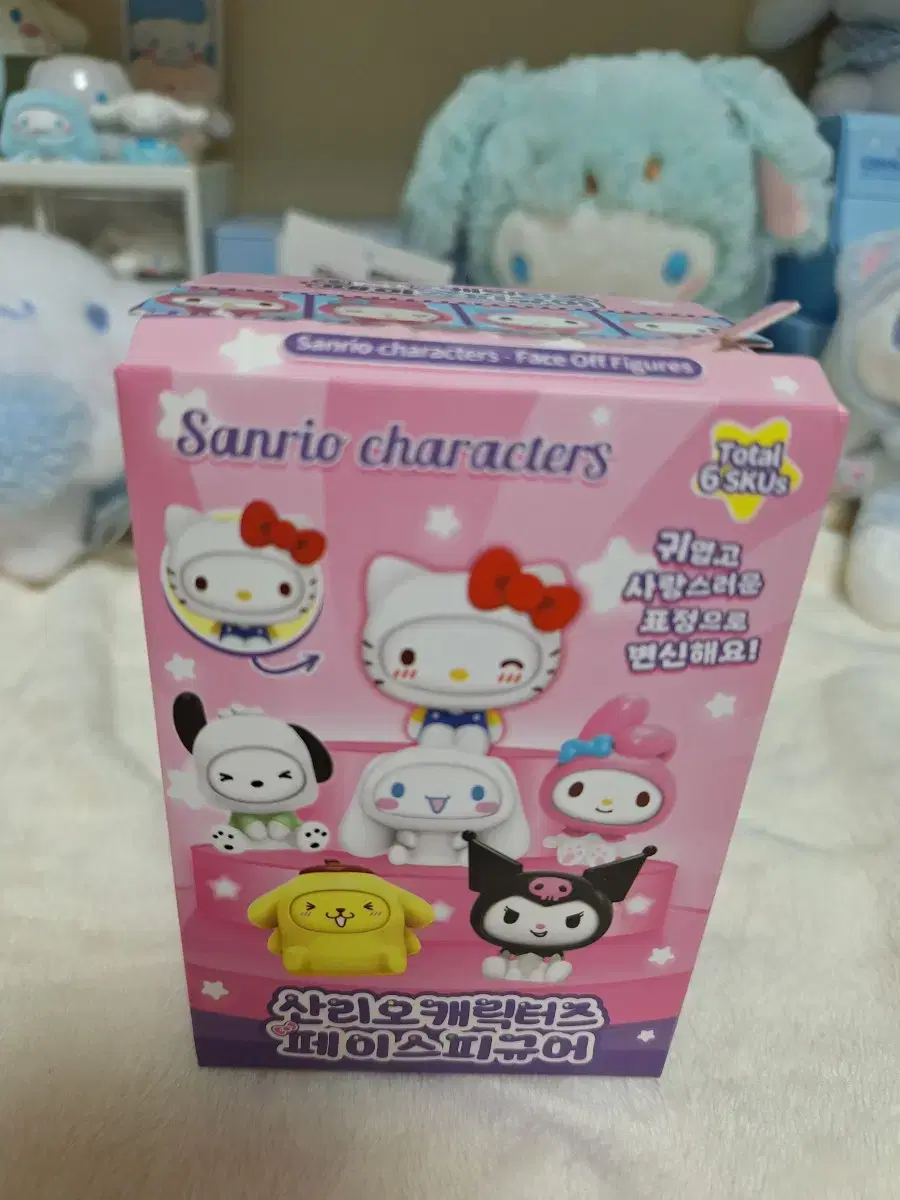 Sanrio characters - Face Off Figures
Sanrio characters
Total
6 SKUs
귀엽고
사랑스러운
표정으로
변신해요!
산리오캐릭터즈
페이스피규어